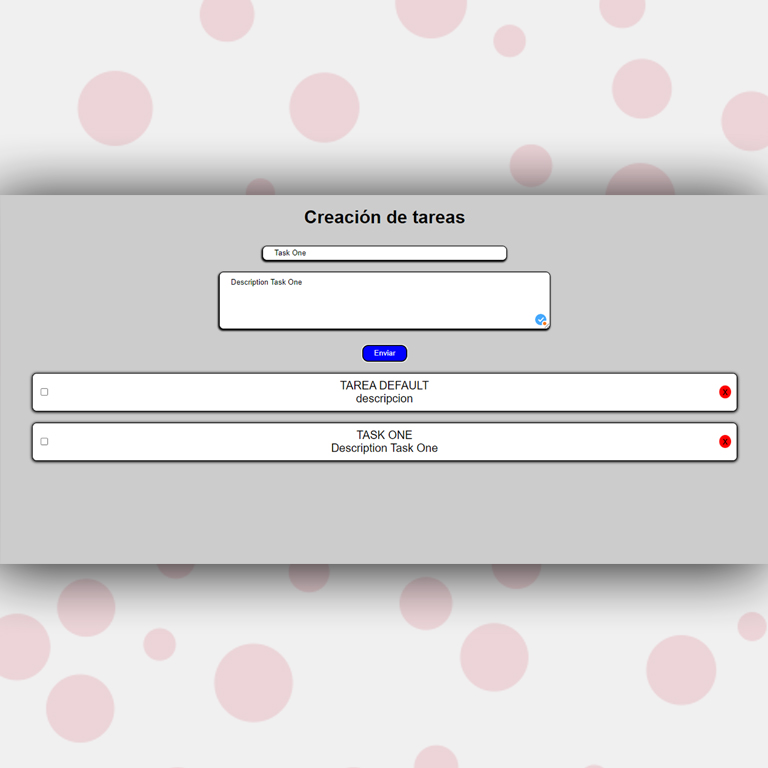 Creación de tareas
Task One
Description Task One
Enviar
TAREA DEFAULT
descripcion
X
TASK ONE
Description Task One
X